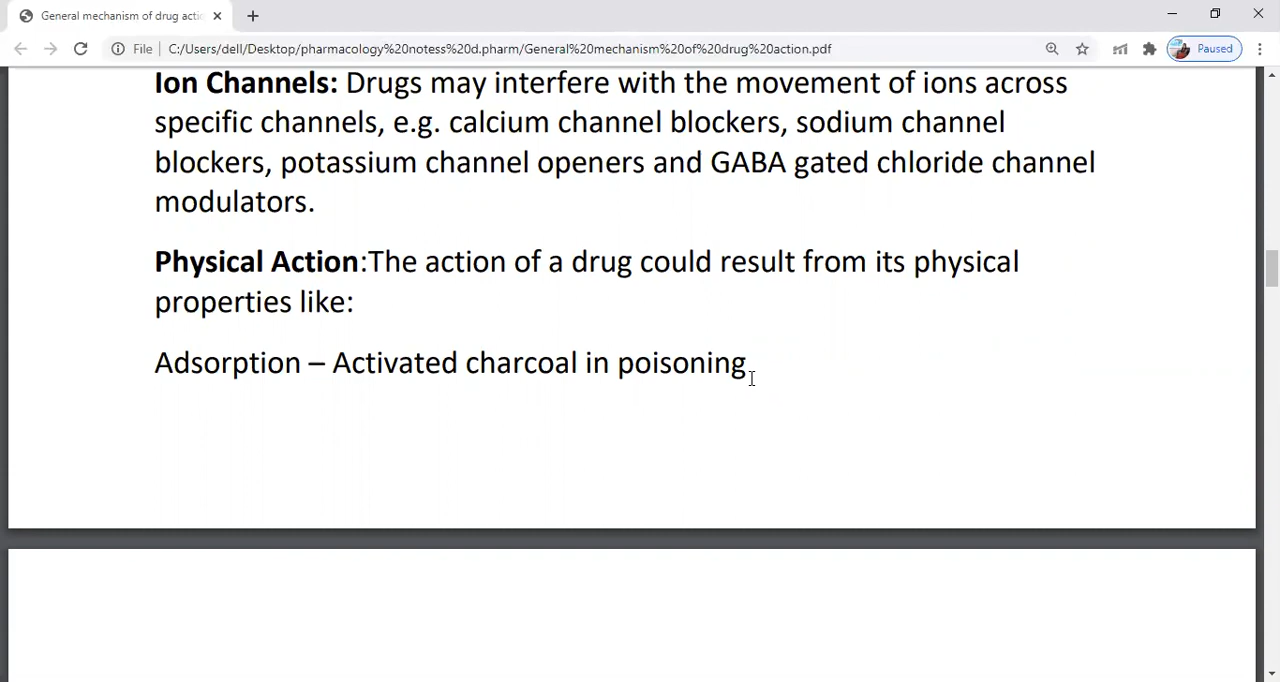 General mechanism of drug actic
File
C:/Users/dell/Desktop/pharmacology%20notess%20d.pharm/General%20mechanism%20of%20drug%20action.pdf
Paused
Ion Channels: Drugs may interfere with the movement of ions across
specific channels, e.g. calcium channel blockers, sodium channel
blockers, potassium channel openers and GABA gated chloride channel
modulators.
Physical Action:The action of a drug could result from its physical
properties like:
Adsorption – Activated charcoal in poisoning